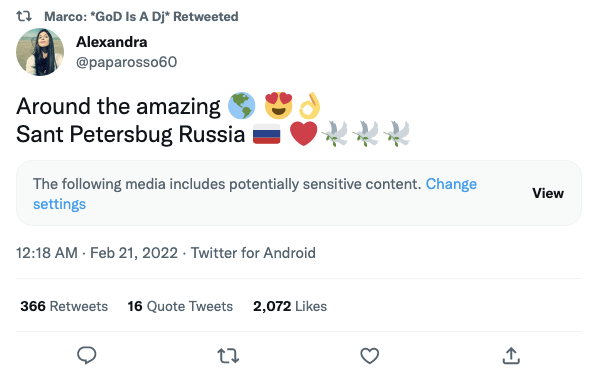 Marco: *GoD Is A Dj* Retweeted
Alexandra
@paparosso60
Around the amazing 🌎 😍👌
Sant Petersbug Russia 🇷🇺 ❤️🕊️🕊️🕊️
The following media includes potentially sensitive content. Change
settings
View
12:18 AM · Feb 21, 2022 · Twitter for Android
366 Retweets 16 Quote Tweets 2,072 Likes